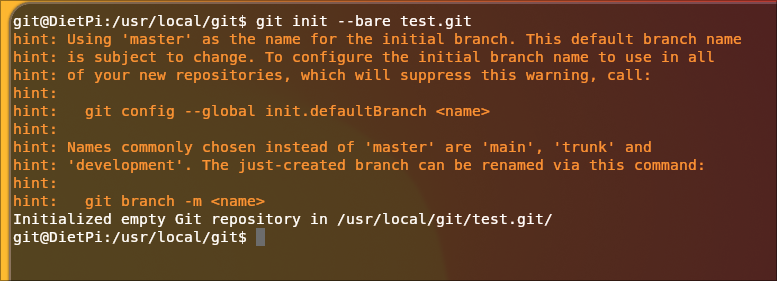 git@DietPi:/usr/local/git$ git init --bare test.git
hint: Using 'master' as the name for the initial branch. This default branch name
hint: is subject to change. To configure the initial branch name to use in all
hint: of your new repositories, which will suppress this warning, call:
hint:
hint:   git config --global init.defaultBranch <name>
hint:
hint: Names commonly chosen instead of 'master' are 'main', 'trunk' and
hint: 'development'. The just-created branch can be renamed via this command:
hint:
hint:   git branch -m <name>
Initialized empty Git repository in /usr/local/git/test.git/
git@DietPi:/usr/local/git$